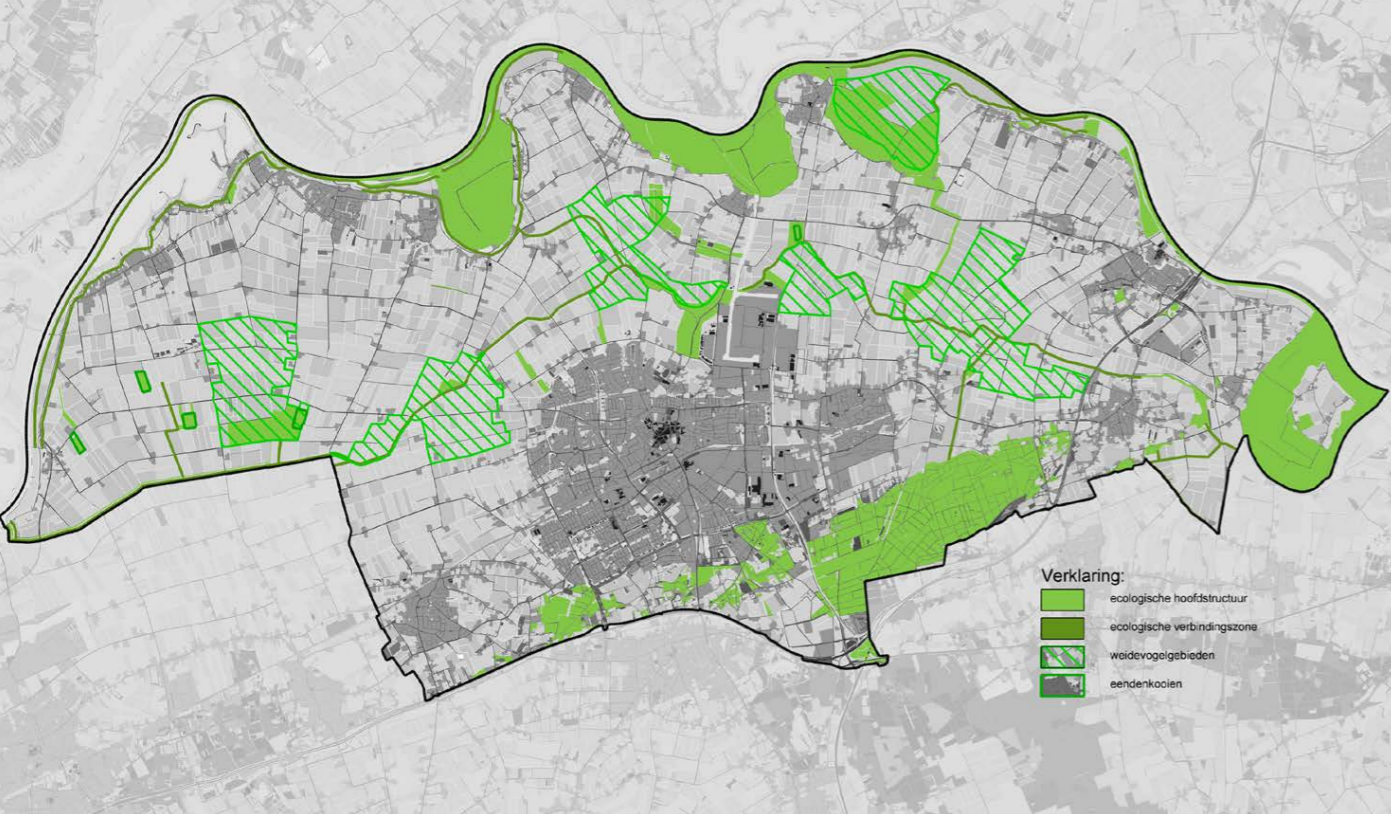 Verklaring:
ecologische hoofdstructuur
ecologische verbindingszone
weidevogelgebieden
eendenkooien